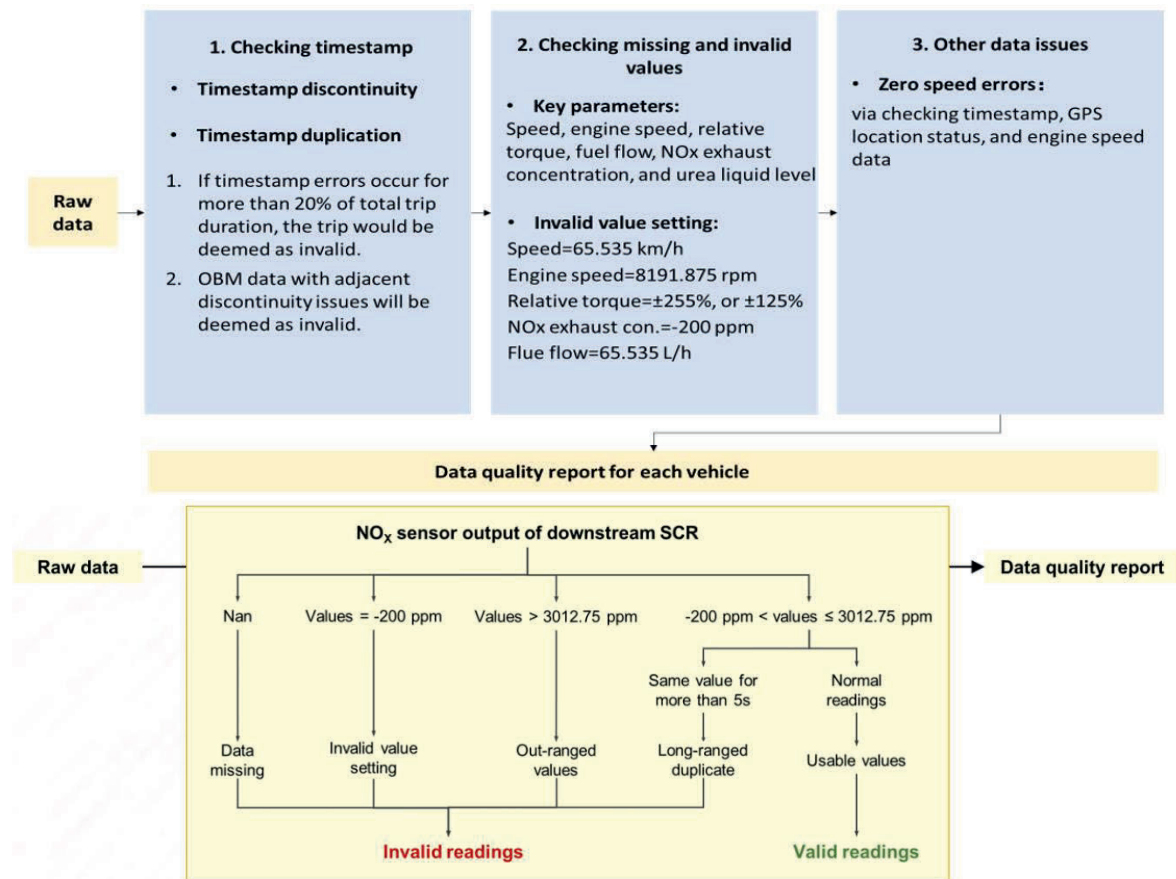 Raw
data
1. Checking timestamp
• Timestamp discontinuity
• Timestamp duplication
1. If timestamp errors occur for
more than 20% of total trip
duration, the trip would be
deemed as invalid.
2. OBM data with adjacent
discontinuity issues will be
deemed as invalid.
2. Checking missing and invalid
values
• Key parameters:
Speed, engine speed, relative
torque, fuel flow, NOx exhaust
concentration, and urea liquid level
• Invalid value setting:
Speed=65.535 km/h
Engine speed=8191.875 rpm
Relative torque=±255%, or ±125%
NOx exhaust con.=-200 ppm
Flue flow=65.535 L/h
3. Other data issues
• Zero speed errors：
via checking timestamp, GPS
location status, and engine speed
data
Data quality report for each vehicle
Raw data
NOX sensor output of downstream SCR
Data quality report
Nan
Values = -200 ppm
Values > 3012.75 ppm
-200 ppm < values ≤ 3012.75 ppm
Same value for
more than 5s
Normal
readings
Data
missing
Invalid value
setting
Out-ranged
values
Long-ranged
duplicate
Usable values
Invalid readings
Valid readings